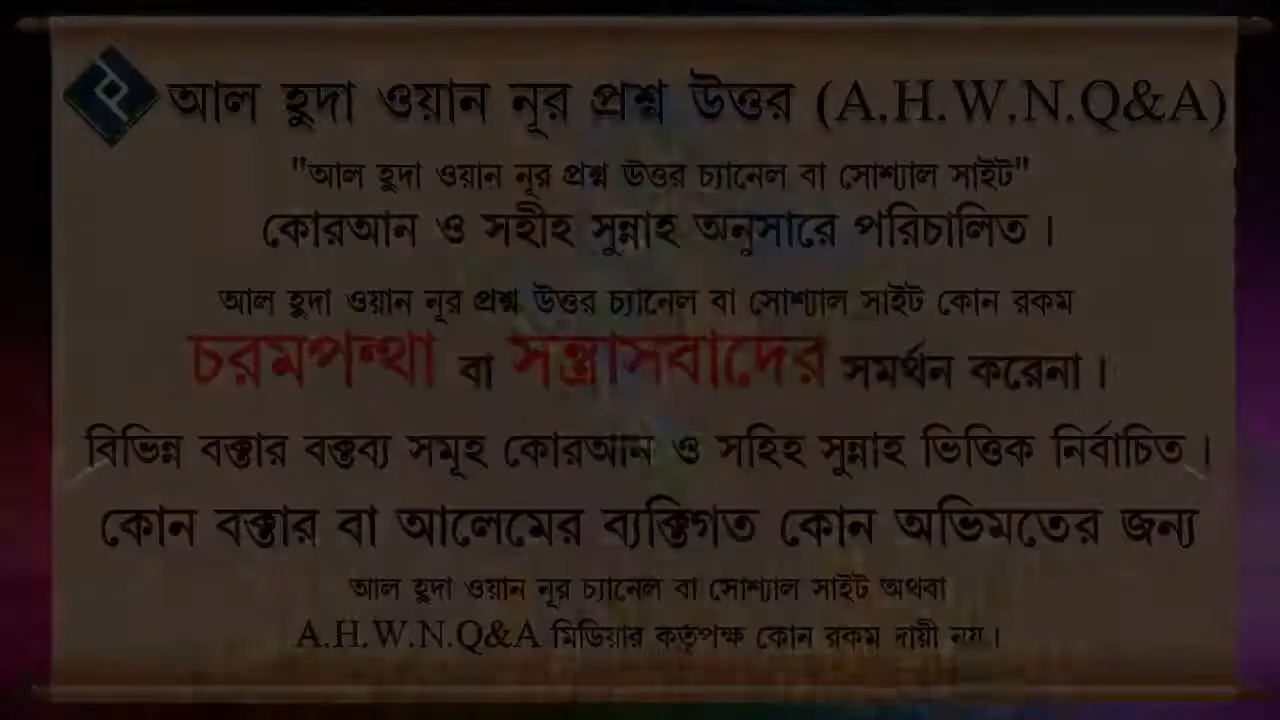 আল হুদা ওয়ান নূর প্রশ্ন উত্তর (A.H.W.N.Q&A)
"আল হুদা ওয়ান নূর প্রশ্ন উত্তর চ্যানেল বা সোশ্যাল সাইট"
কোরআন ও সহীহ সুন্নাহ অনুসারে পরিচালিত।
আল হুদা ওয়ান নূর প্রশ্ন উত্তর চ্যানেল বা সোশ্যাল সাইট কোন রকম
চরমপন্থা বা সন্ত্রাসবাদের সমর্থন করেনা।
বিভিন্ন বক্তার বক্তব্য সমূহ কোরআন ও সহিহ সুন্নাহ ভিত্তিক নির্বাচিত।
কোন বক্তার বা আলেমের ব্যক্তিগত কোন অভিমতের জন্য
আল হুদা ওয়ান নূর চ্যানেল বা সোশ্যাল সাইট অথবা
A.H.W.N.Q&A মিডিয়ার কর্তৃপক্ষ কোন রকম দায়ী নয়।